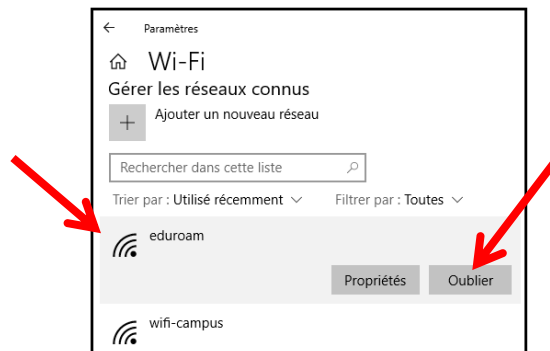 Paramètres
Wi-Fi
Gérer les réseaux connus
Ajouter un nouveau réseau
Rechercher dans cette liste
Trier par : Utilisé récemment Filtrer par : Toutes
eduroam
Propriétés Oublier
wifi-campus